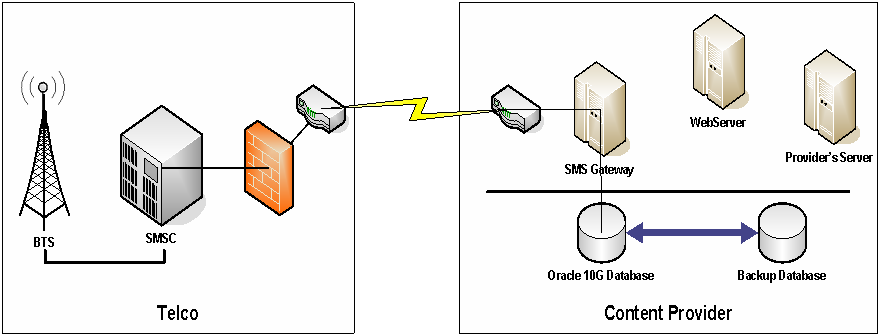 BTS
SMSC
Telco
SMS Gateway
WebServer
Provider's Server
Oracle 10G Database
Backup Database
Content Provider